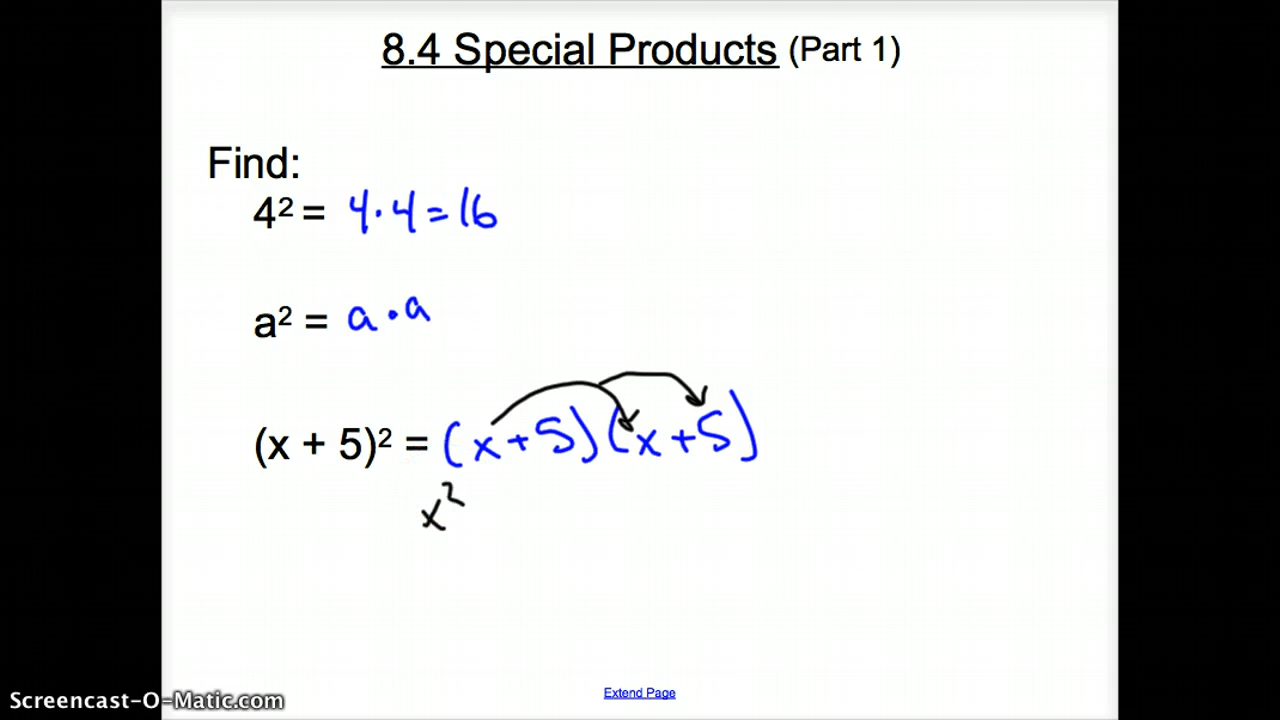 8.4 Special Products (Part 1)
Find:
4² = 4·4=16
a² = a·a
(x + 5)² = (x+5)(x+5)
x²
Extend Page
Screencast-O-Matic.com